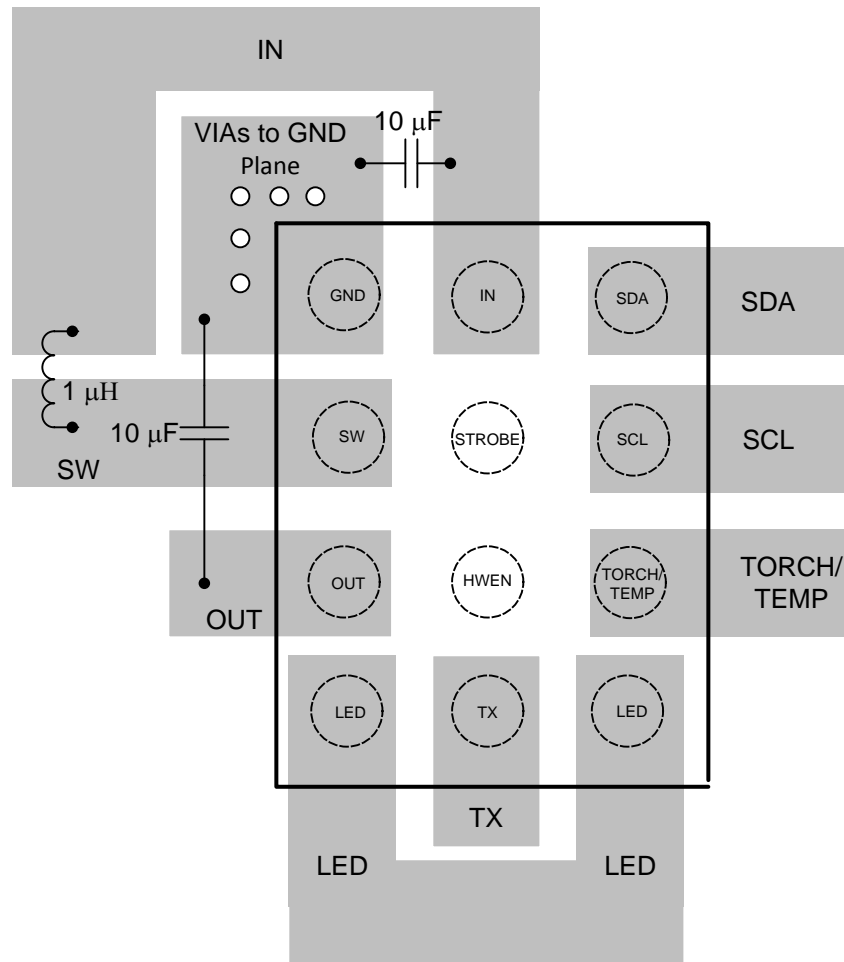 IN
10 μF
VIAs to GND
Plane
GND
IN
SDA
SDA
1 μH
10 μF
SW
SW
STROBE
SCL
SCL
OUT
OUT
HWEN
TORCH/
TEMP
TORCH/
TEMP
LED
TX
LED
TX
LED
LED